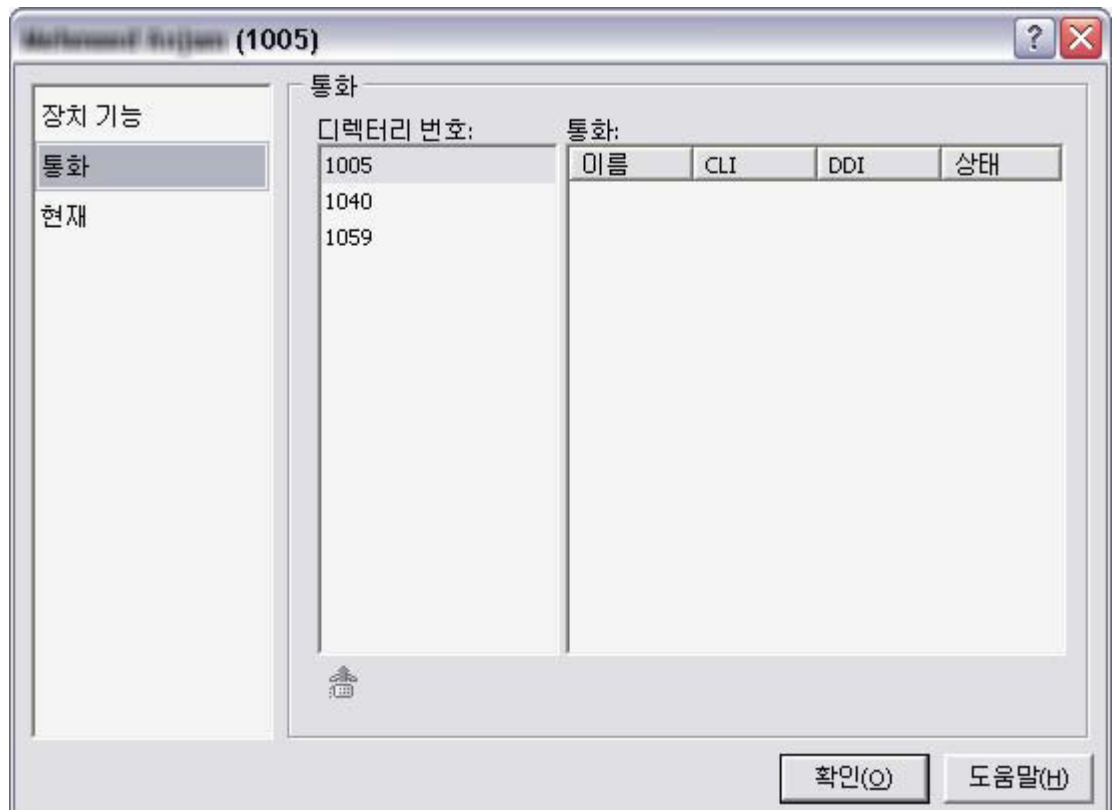 (1005)
장치 기능
통화
현재
통화
디렉터리 번호:
1005
1040
1059
통화:
이름 CLI DDI 상태
확인(O) 도움말(H)